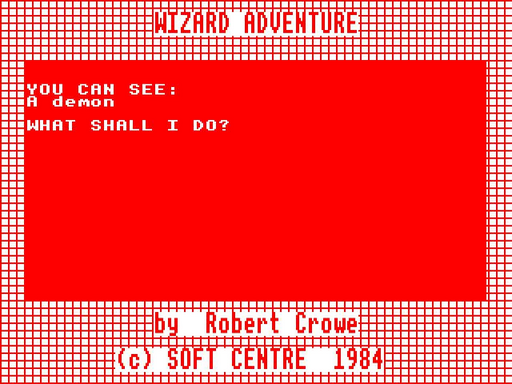 WIZARD ADVENTURE
YOU CAN SEE:
A demon
WHAT SHALL I DO?
by Robert Crowe
(c) SOFT CENTRE 1984